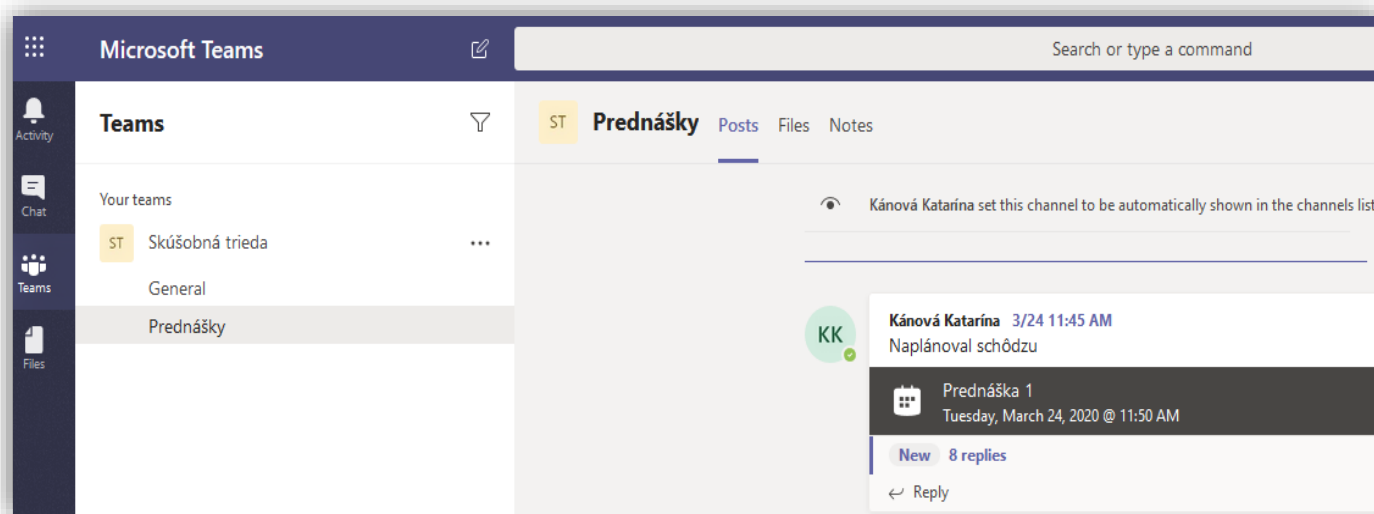 Microsoft Teams
Search or type a command
Activity
Chat
Teams
Files
Teams
Your teams
ST Skúšobná trieda
General
Prednášky
ST Prednášky Posts Files Notes
Kánová Katarína set this channel to be automatically shown in the channels list
KK
Kánová Katarína 3/24 11:45 AM
Naplánoval schôdzu
Prednáška 1
Tuesday, March 24, 2020 @ 11:50 AM
New 8 replies
Reply